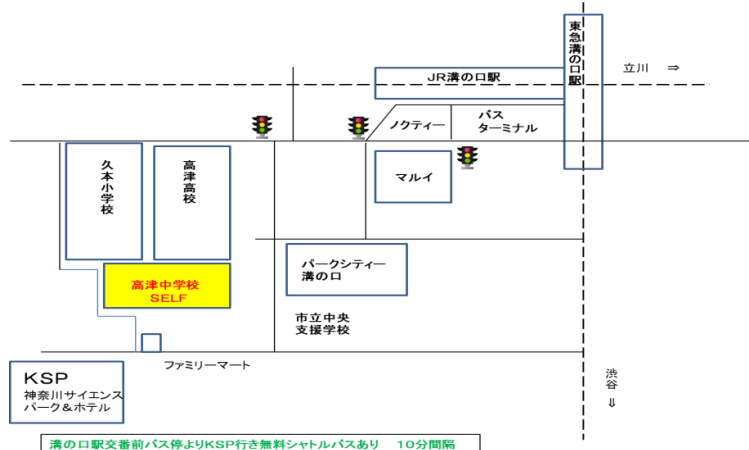 東急溝の口駅
立川 ⇒
JR溝の口駅
ノクティー
バス
ターミナル
久本小学校
高津高校
マルイ
パークシティー
溝の口
高津中学校
SELF
市立中央
支援学校
ファミリーマート
KSP
神奈川サイエンス
パーク&ホテル
渋谷 ⇓
溝の口駅交番前バス停よりKSP行き無料シャトルバスあり 10分間隔